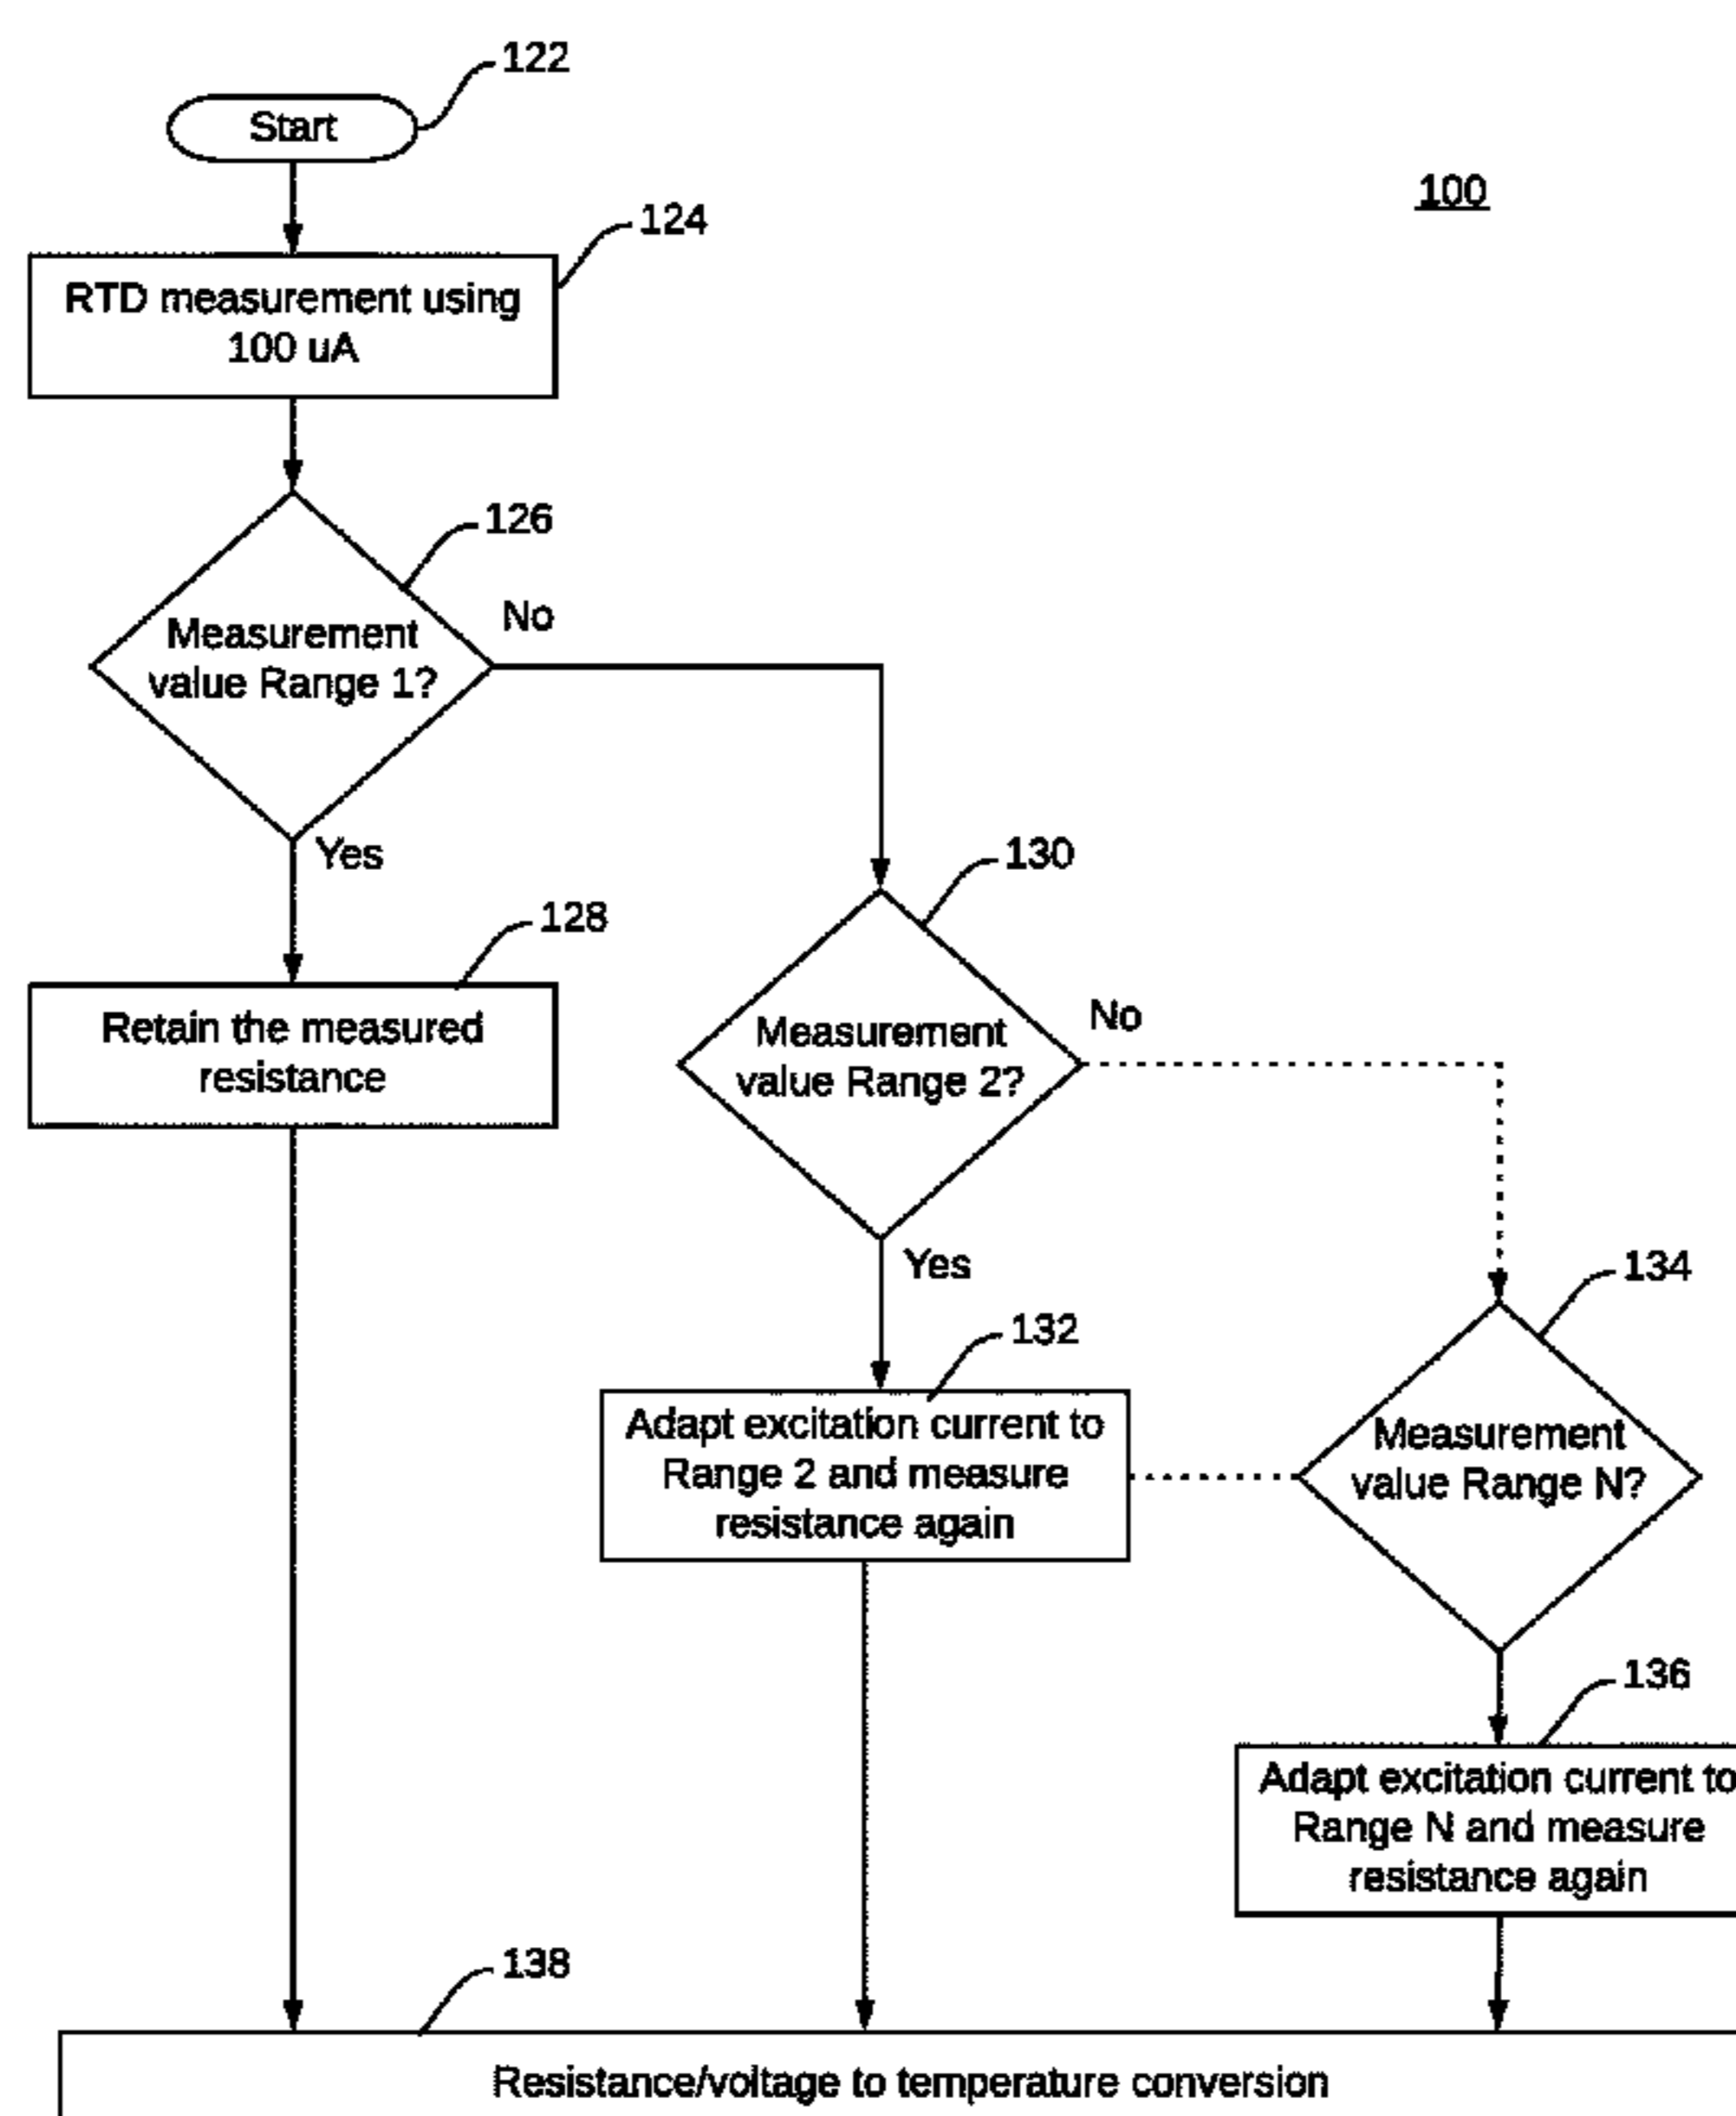 122
Start
100
124
RTD measurement using
100 uA
126
No
Measurement
value Range 1?
Yes
130
128
Retain the measured
resistance
No
Measurement
value Range 2?
Yes
134
132
Adapt excitation current to
Range 2 and measure
resistance again
Measurement
value Range N?
136
Adapt excitation current to
Range N and measure
resistance again
138
Resistance/voltage to temperature conversion